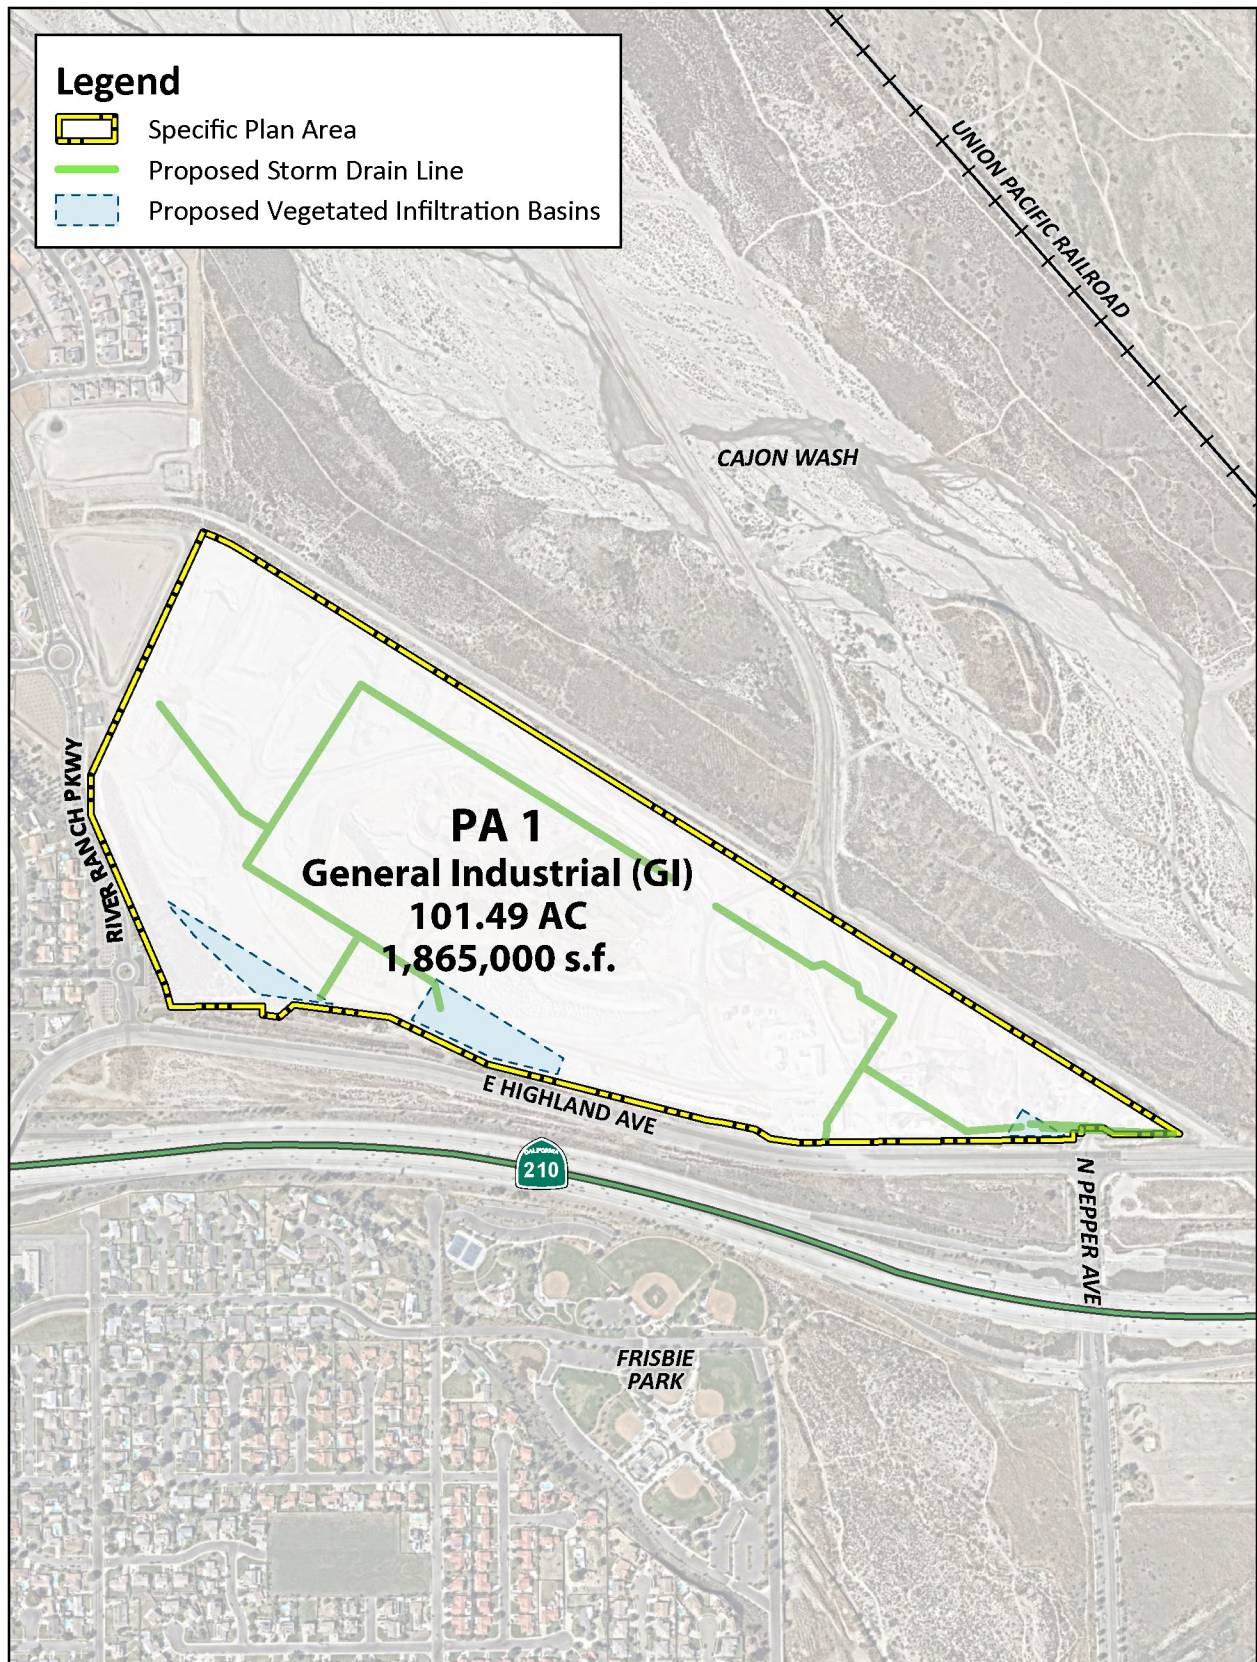 Legend
Specific Plan Area
Proposed Storm Drain Line
Proposed Vegetated Infiltration Basins
UNION PACIFIC RAILROAD
CAJON WASH
RIVER RANCH PKWY
PA 1
General Industrial (GI)
101.49 AC
1,865,000 s.f.
E HIGHLAND AVE
CALIFORNIA
210
N PEPPER AVE
FRISBIE
PARK